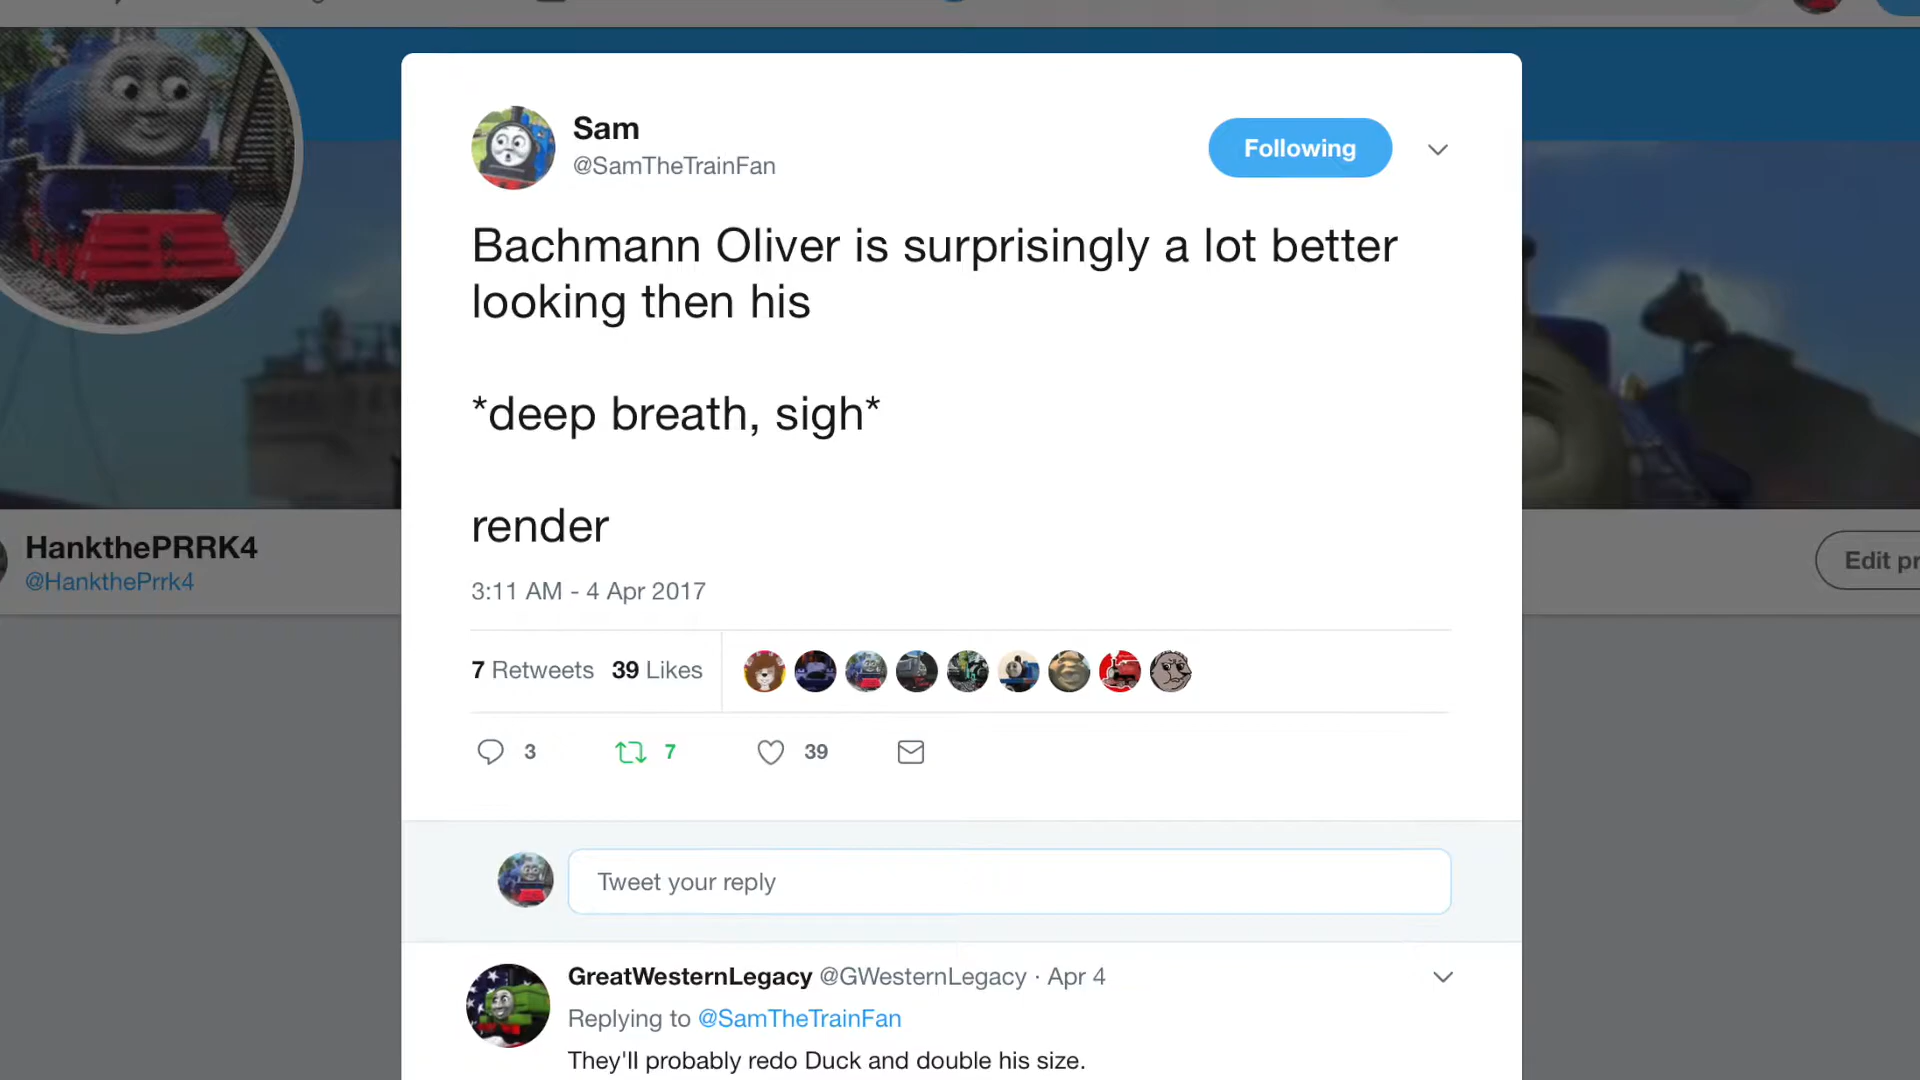 Sam
@SamTheTrainFan
Following
Bachmann Oliver is surprisingly a lot better
looking then his
*deep breath, sigh*
render
3:11 AM - 4 Apr 2017
7 Retweets 39 Likes
3 7 39
Tweet your reply
GreatWesternLegacy @GWesternLegacy · Apr 4
Replying to @SamTheTrainFan
They'll probably redo Duck and double his size.
HankthePRRK4
@HankthePrrk4
Edit pr